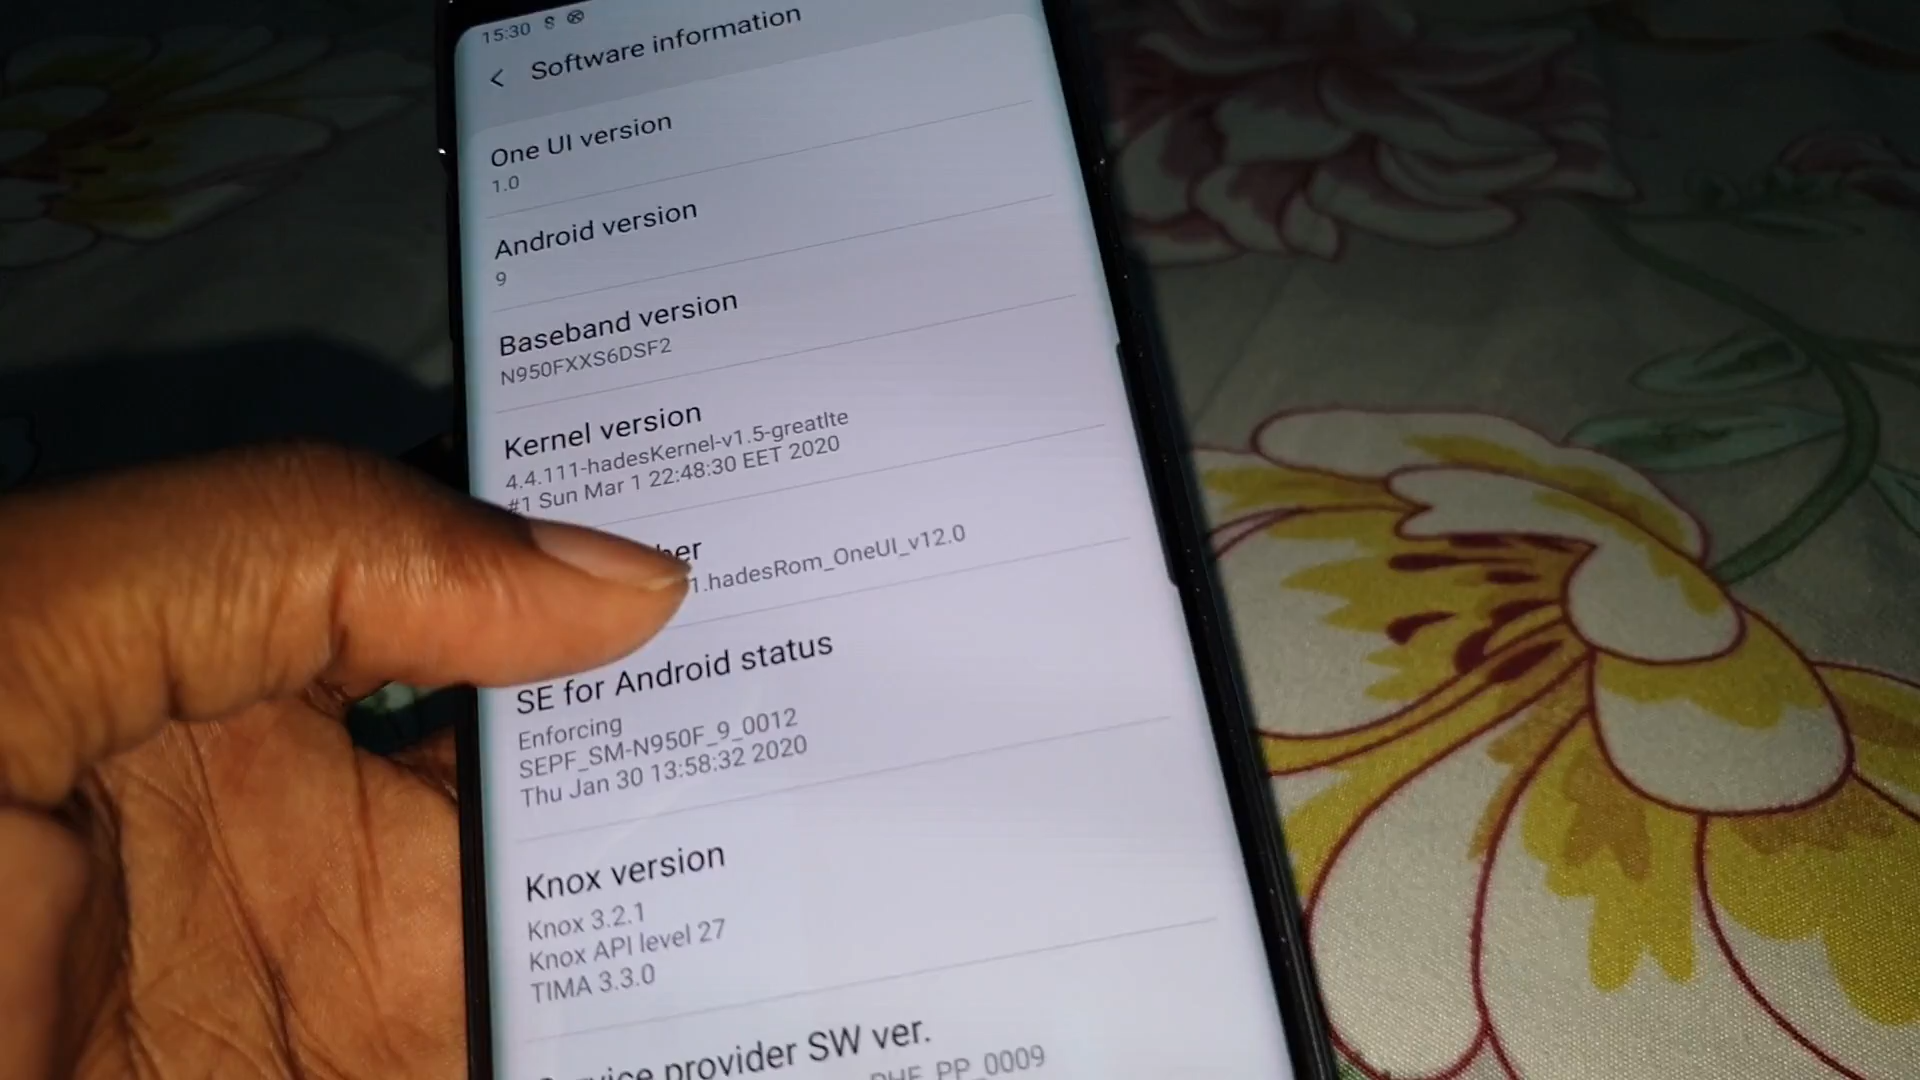 15:30
< Software information
One UI version
1.0
Android version
9
Baseband version
N950FXXS6DSF2
Kernel version
4.4.111-hadesKernel-v1.5-greatlte
#1 Sun Mar 1 22:48:30 EET 2020
1.hadesRom_OneUI_v12.0
SE for Android status
Enforcing
SEPF_SM-N950F_9_0012
Thu Jan 30 13:58:32 2020
Knox version
Knox 3.2.1
Knox API level 27
TIMA 3.3.0
provider SW ver.
PP_0009